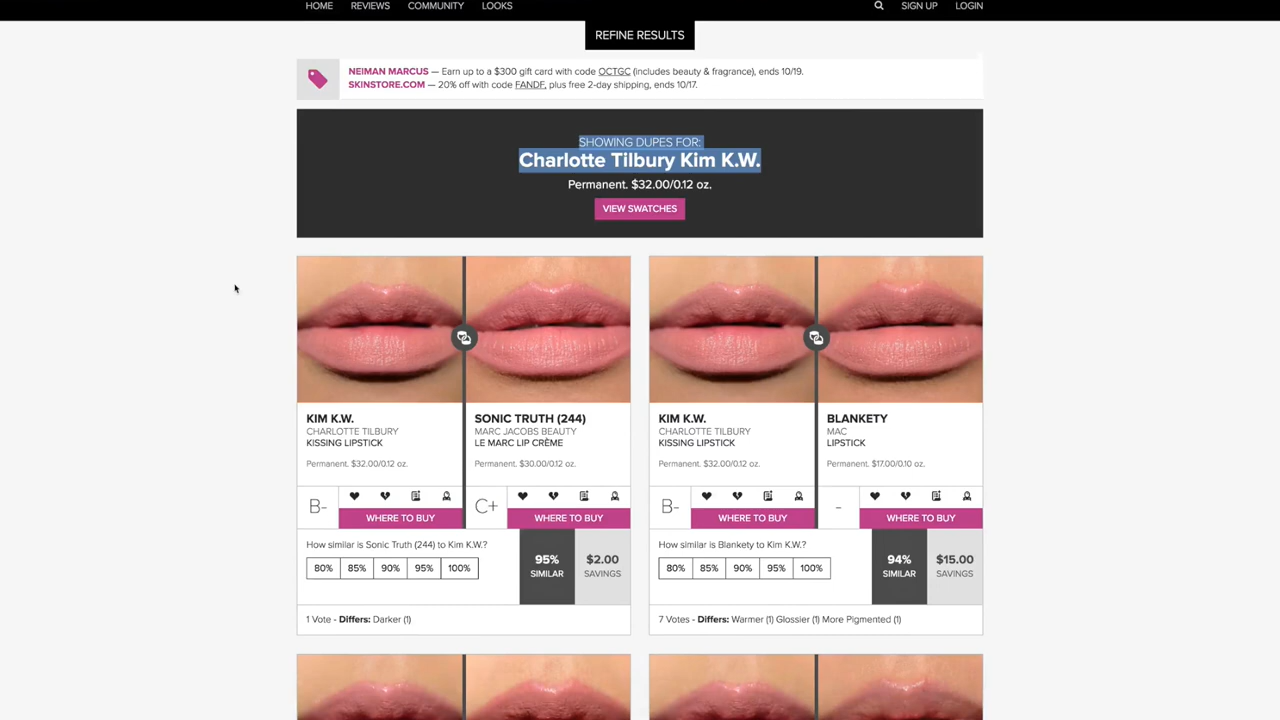 HOME REVIEWS COMMUNITY LOOKS SIGN UP LOGIN
REFINE RESULTS
NEIMAN MARCUS — Earn up to a $300 gift card with code OCTGC (includes beauty & fragrance), ends 10/19.
SKINSTORE.COM — 20% off with code FANDF, plus free 2-day shipping, ends 10/17.
SHOWING DUPES FOR:
Charlotte Tilbury Kim K.W.
Permanent. $32.00/0.12 oz.
VIEW SWATCHES
KIM K.W. SONIC TRUTH (244)
CHARLOTTE TILBURY MARC JACOBS BEAUTY
KISSING LIPSTICK LE MARC LIP CRÈME
Permanent. $32.00/0.12 oz. Permanent. $30.00/0.12 oz.
B- C+
WHERE TO BUY WHERE TO BUY
How similar is Sonic Truth (244) to Kim K.W.?
80% 85% 90% 95% 100%
95% $2.00
SIMILAR SAVINGS
1 Vote - Differs: Darker (1)
KIM K.W. BLANKETY
CHARLOTTE TILBURY MAC
KISSING LIPSTICK LIPSTICK
Permanent. $32.00/0.12 oz. Permanent. $17.00/0.10 oz.
B- -
WHERE TO BUY WHERE TO BUY
How similar is Blankety to Kim K.W.?
80% 85% 90% 95% 100%
94% $15.00
SIMILAR SAVINGS
7 Votes - Differs: Warmer (1) Glossier (1) More Pigmented (1)